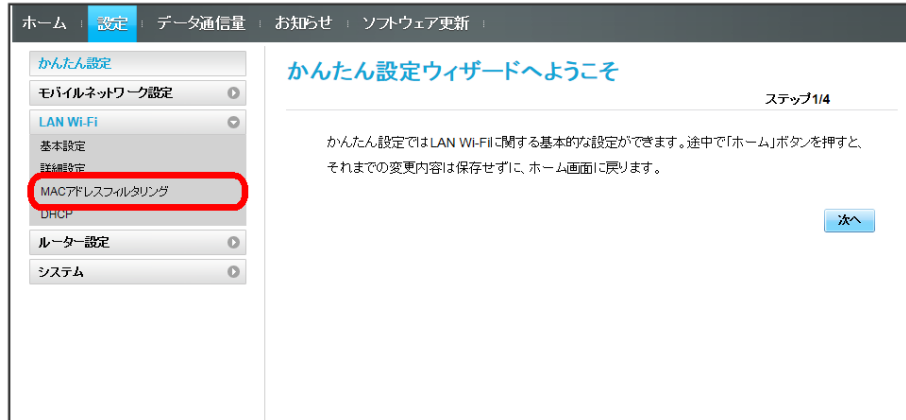 ホーム 設定 データ通信量 お知らせ ソフトウェア更新
かんたん設定
モバイルネットワーク設定
LAN Wi-Fi
基本設定
詳細設定
MACアドレスフィルタリング
DHCP
ルーター設定
システム
かんたん設定ウィザードへようこそ
ステップ1/4
かんたん設定ではLAN Wi-Fiに関する基本的な設定ができます。途中で「ホーム」ボタンを押すと、
それまでの変更内容は保存せずに、ホーム画面に戻ります。
次へ